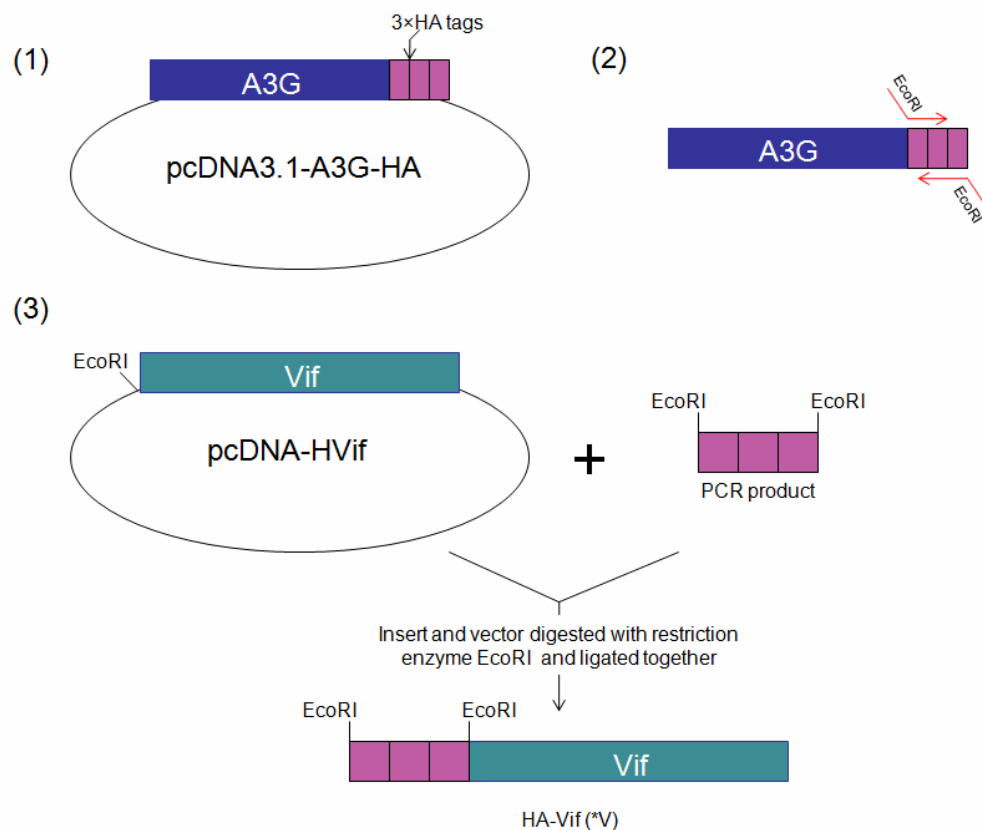 (1)
3×HA tags
A3G
pcDNA3.1-A3G-HA
(2)
EcoRI
A3G
EcoRI
(3)
EcoRI
Vif
pcDNA-HVif
+
EcoRI
EcoRI
PCR product
Insert and vector digested with restriction
enzyme EcoRI and ligated together
EcoRI
EcoRI
Vif
HA-Vif (*V)